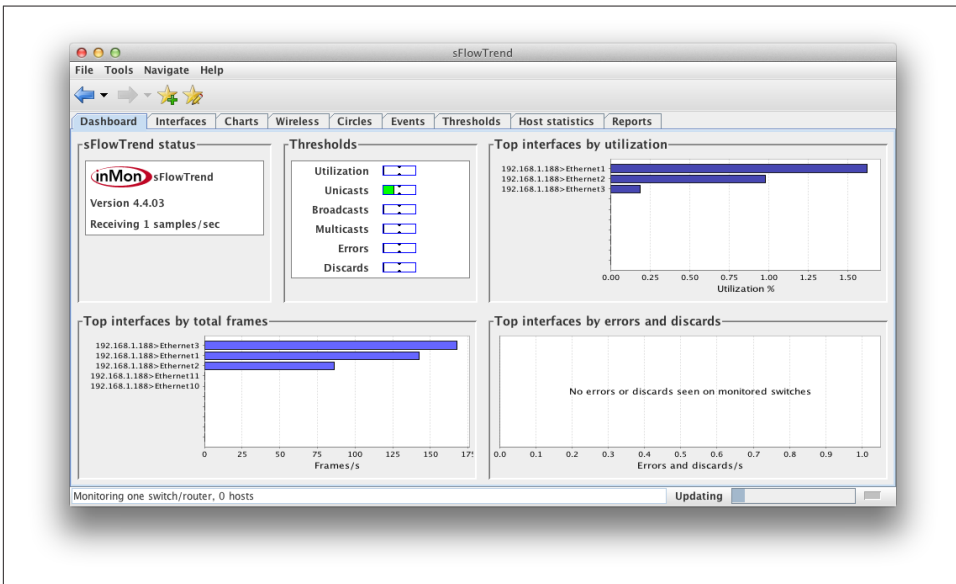 sFlowTrend
File Tools Navigate Help
Dashboard Interfaces Charts Wireless Circles Events Thresholds Host statistics Reports
sFlowTrend status
inMon sFlowTrend
Version 4.4.03
Receiving 1 samples/sec
Thresholds
Utilization
Unicasts
Broadcasts
Multicasts
Errors
Discards
Top interfaces by utilization
192.168.1.188>Ethernet1
192.168.1.188>Ethernet2
192.168.1.188>Ethernet3
0.00 0.25 0.50 0.75 1.00 1.25 1.50
Utilization %
Top interfaces by total frames
192.168.1.188>Ethernet3
192.168.1.188>Ethernet1
192.168.1.188>Ethernet2
192.168.1.188>Ethernet11
192.168.1.188>Ethernet10
0 25 50 75 100 125 150 175
Frames/s
Top interfaces by errors and discards
No errors or discards seen on monitored switches
0.0 0.1 0.2 0.3 0.4 0.5 0.6 0.7 0.8 0.9 1.0
Errors and discards/s
Monitoring one switch/router, 0 hosts
Updating